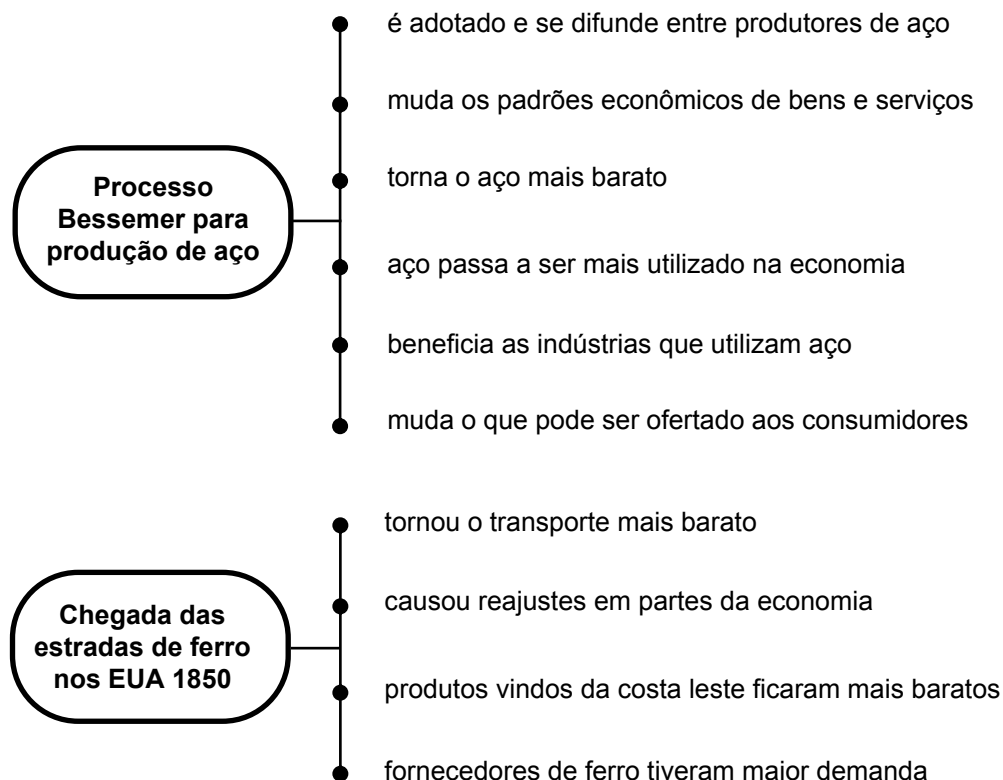 é adotado e se difunde entre produtores de aço
muda os padrões econômicos de bens e serviços
torna o aço mais barato
Processo
Bessemer para
produção de aço
aço passa a ser mais utilizado na economia
beneficia as indústrias que utilizam aço
muda o que pode ser ofertado aos consumidores
tornou o transporte mais barato
causou reajustes em partes da economia
Chegada das
estradas de ferro
nos EUA 1850
produtos vindos da costa leste ficaram mais baratos
fornecedores de ferro tiveram maior demanda